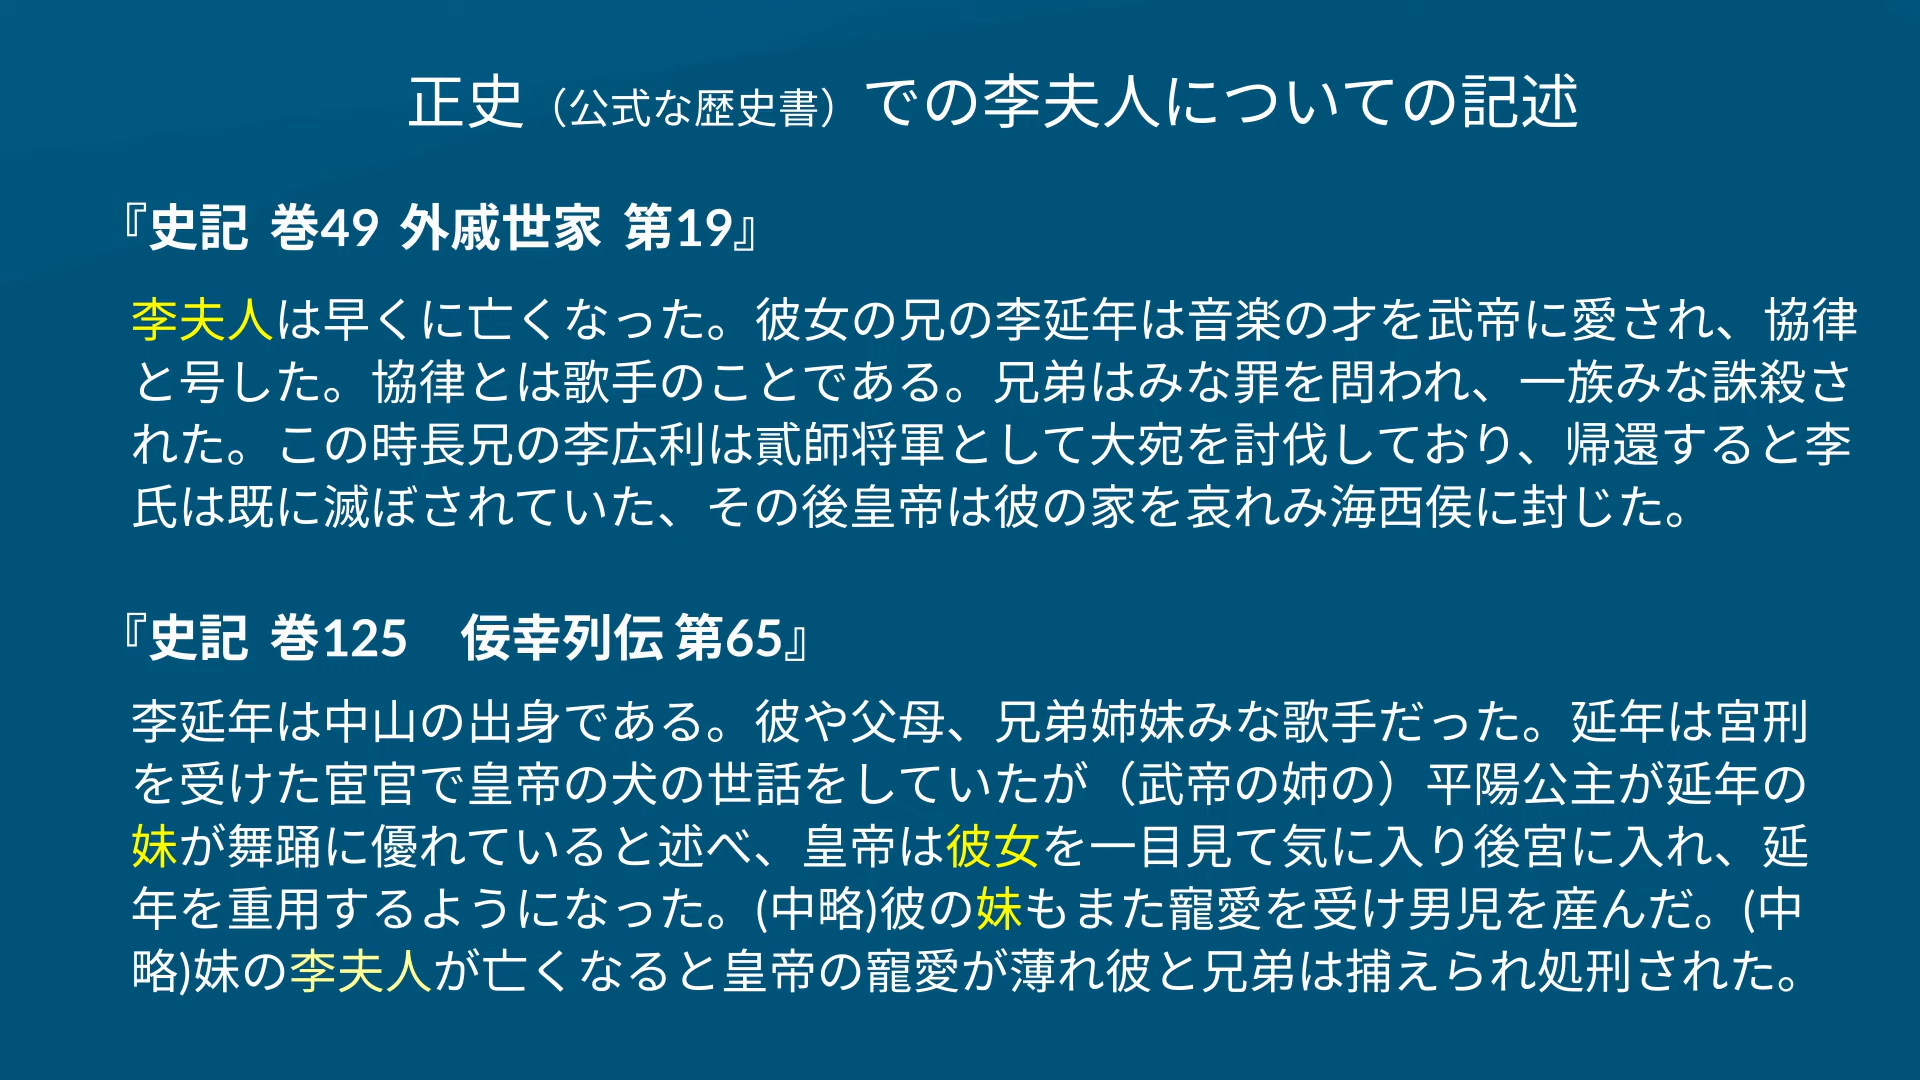 正史（公式な歴史書）での李夫人についての記述
『史記 巻49 外戚世家 第19』
李夫人は早くに亡くなった。彼女の兄の李延年は音楽の才を武帝に愛され、協律
と号した。協律とは歌手のことである。兄弟はみな罪を問われ、一族みな誅殺さ
れた。この時長兄の李広利は貳師将軍として大宛を討伐しており、帰還すると李
氏は既に滅ぼされていた、その後皇帝は彼の家を哀れみ海西侯に封じた。
『史記 巻125　佞幸列伝 第65』
李延年は中山の出身である。彼や父母、兄弟姉妹みな歌手だった。延年は宮刑
を受けた宦官で皇帝の犬の世話をしていたが（武帝の姉の）平陽公主が延年の
妹が舞踊に優れていると述べ、皇帝は彼女を一目見て気に入り後宮に入れ、延
年を重用するようになった。(中略)彼の妹もまた寵愛を受け男児を産んだ。(中
略)妹の李夫人が亡くなると皇帝の寵愛が薄れ彼と兄弟は捕えられ処刑された。